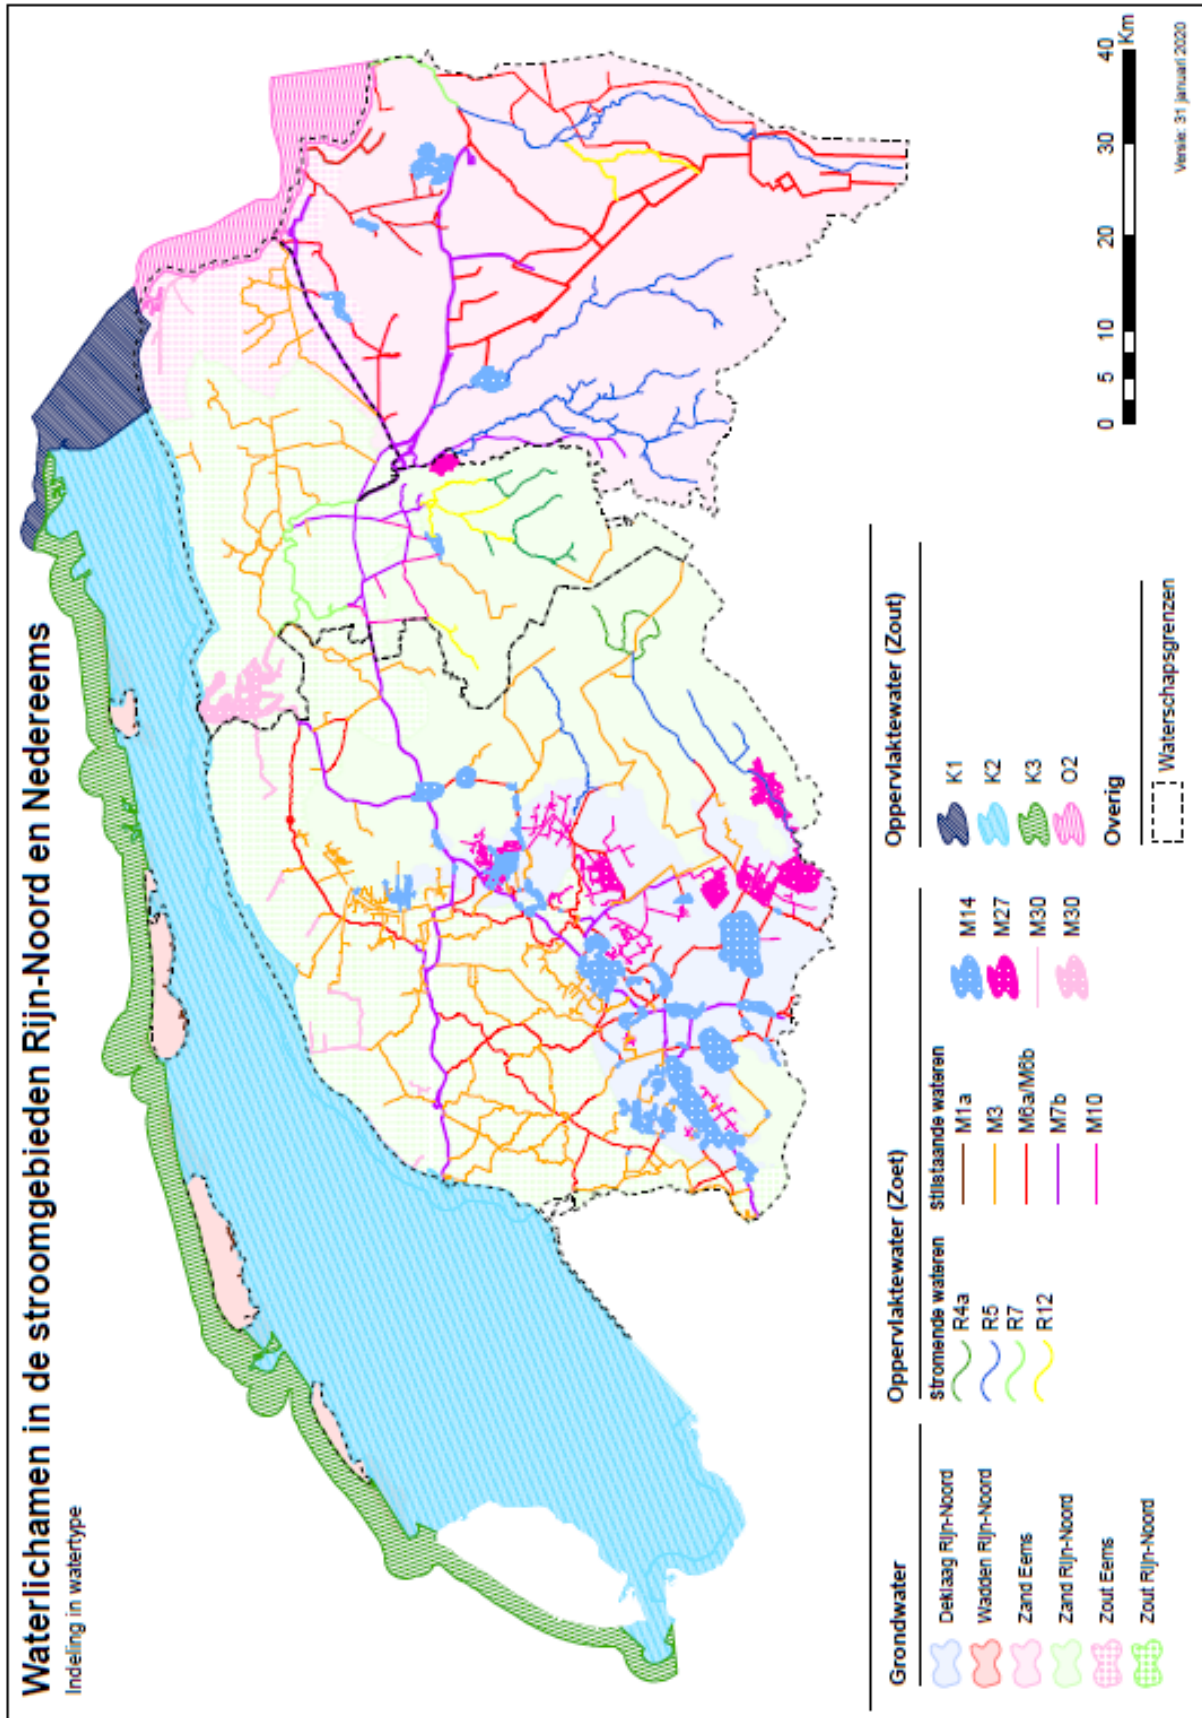 Waterlichamen in de stroomgebieden Rijn-Noord en Nedereems
Indeling in watertype
Grondwater
Deklaag Rijn-Noord
Wadden Rijn-Noord
Zand Eems
Zand Rijn-Noord
Zout Eems
Zout Rijn-Noord
Oppervlaktewater (Zoet)
Stromende wateren
R4a
R5
R7
R12
Stilstaande wateren
M1a
M3
M6a/M6b
M7b
M10
M14
M27
M30
M30
Oppervlaktewater (Zout)
K1
K2
K3
O2
Overig
Waterschapsgrenzen
0 5 10 20 30 40
Km
Versie: 31 januari 2020